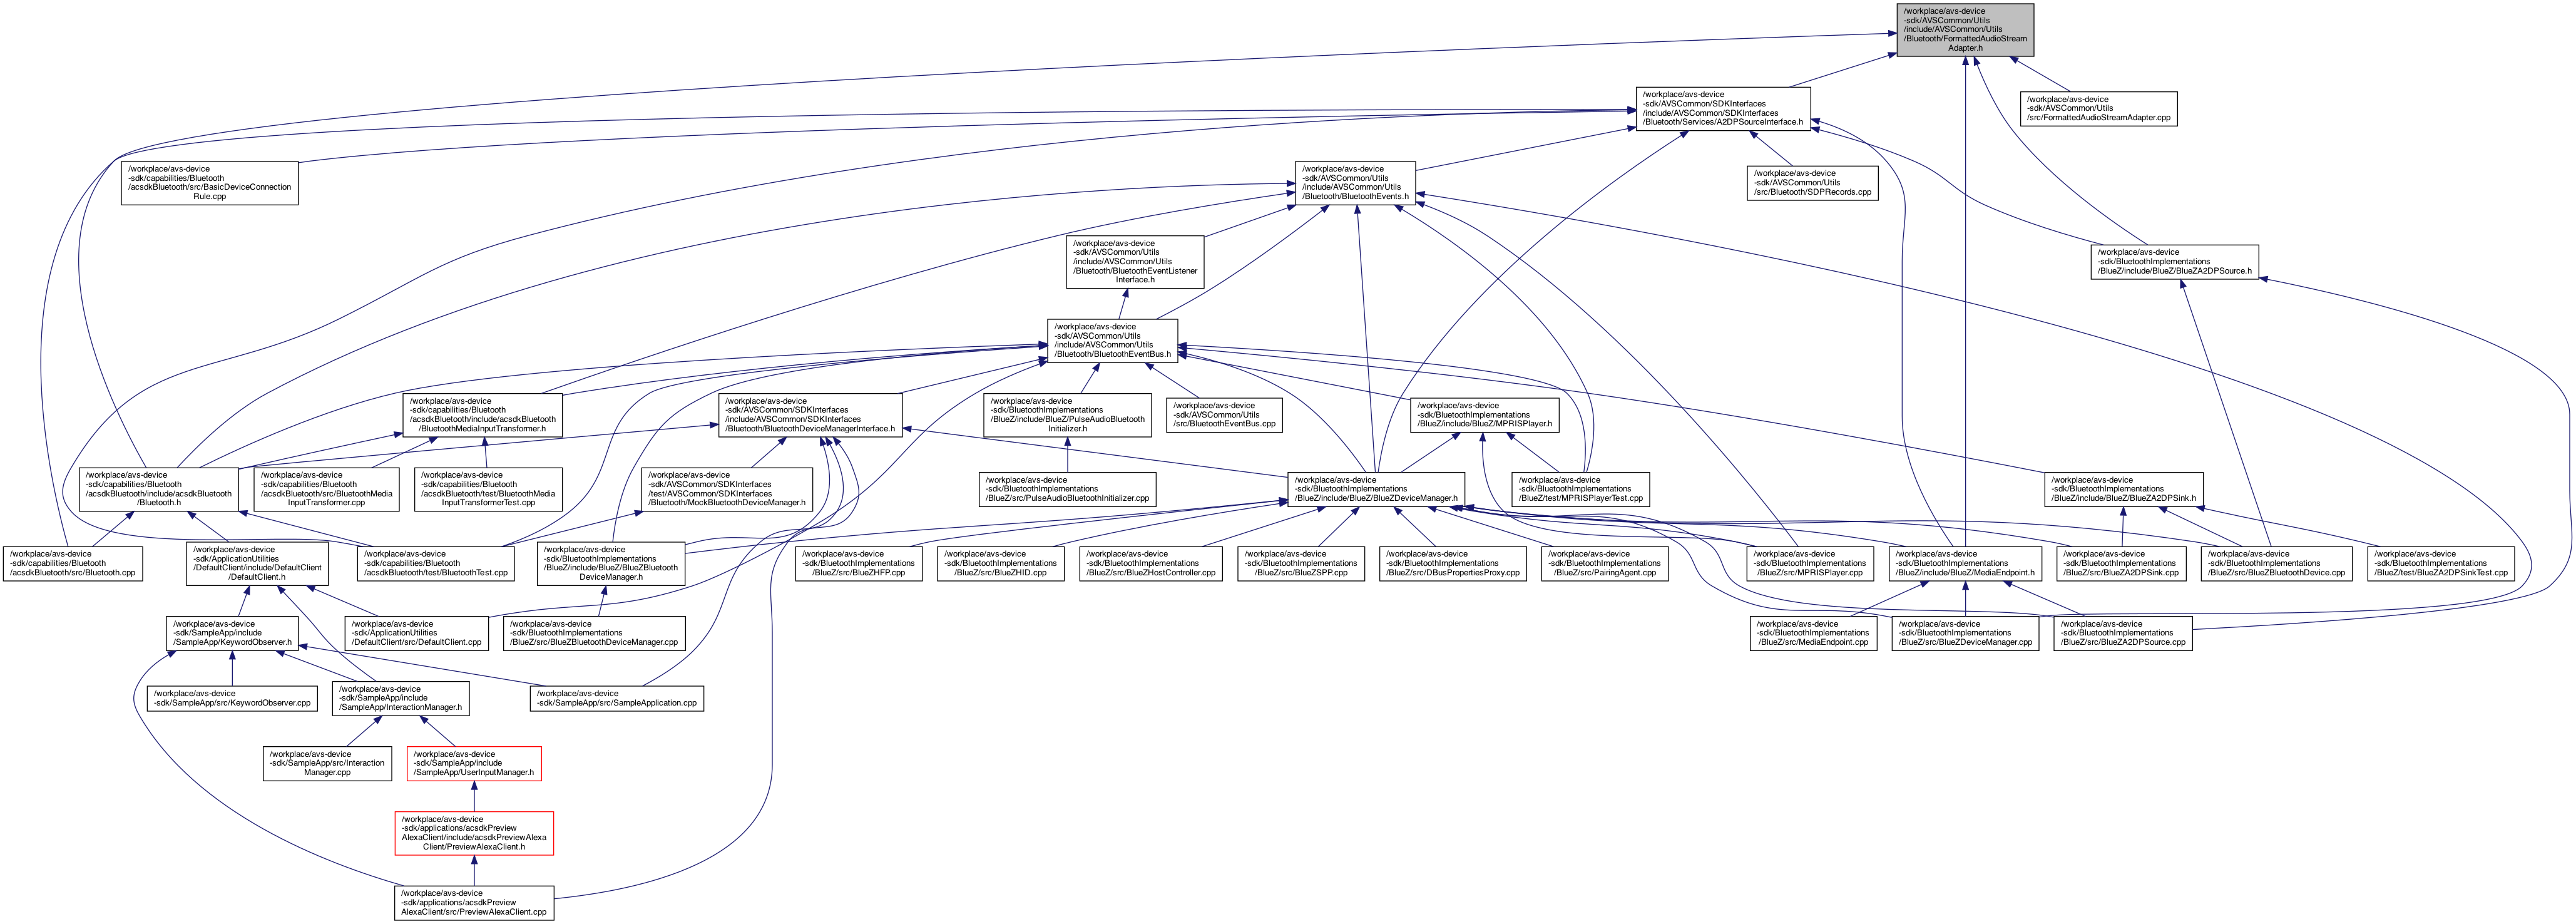 /workplace/avs-device
-sdk/AVSCommon/Utils
/include/AVSCommon/Utils
/Bluetooth/FormattedAudioStream
Adapter.h
/workplace/avs-device
-sdk/AVSCommon/SDKInterfaces
/include/AVSCommon/SDKInterfaces
/Bluetooth/Services/A2DPSourceInterface.h
/workplace/avs-device
-sdk/AVSCommon/Utils
/src/FormattedAudioStreamAdapter.cpp
/workplace/avs-device
-sdk/capabilities/Bluetooth
/acsdkBluetooth/src/BasicDeviceConnection
Rule.cpp
/workplace/avs-device
-sdk/AVSCommon/Utils
/include/AVSCommon/Utils
/Bluetooth/BluetoothEvents.h
/workplace/avs-device
-sdk/AVSCommon/Utils
/src/Bluetooth/SDPRecords.cpp
/workplace/avs-device
-sdk/AVSCommon/Utils
/include/AVSCommon/Utils
/Bluetooth/BluetoothEventListener
Interface.h
/workplace/avs-device
-sdk/BluetoothImplementations
/BlueZ/include/BlueZ/BlueZA2DPSource.h
/workplace/avs-device
-sdk/AVSCommon/Utils
/include/AVSCommon/Utils
/Bluetooth/BluetoothEventBus.h
/workplace/avs-device
-sdk/capabilities/Bluetooth
/acsdkBluetooth/include/acsdkBluetooth
/BluetoothMediaInputTransformer.h
/workplace/avs-device
-sdk/AVSCommon/SDKInterfaces
/include/AVSCommon/SDKInterfaces
/Bluetooth/BluetoothDeviceManagerInterface.h
/workplace/avs-device
-sdk/BluetoothImplementations
/BlueZ/include/BlueZ/PulseAudioBluetooth
Initializer.h
/workplace/avs-device
-sdk/AVSCommon/Utils
/src/BluetoothEventBus.cpp
/workplace/avs-device
-sdk/BluetoothImplementations
/BlueZ/include/BlueZ/MPRISPlayer.h
/workplace/avs-device
-sdk/capabilities/Bluetooth
/acsdkBluetooth/include/acsdkBluetooth
/Bluetooth.h
/workplace/avs-device
-sdk/capabilities/Bluetooth
/acsdkBluetooth/src/BluetoothMedia
InputTransformer.cpp
/workplace/avs-device
-sdk/capabilities/Bluetooth
/acsdkBluetooth/test/BluetoothMedia
InputTransformerTest.cpp
/workplace/avs-device
-sdk/AVSCommon/SDKInterfaces
/test/AVSCommon/SDKInterfaces
/Bluetooth/MockBluetoothDeviceManager.h
/workplace/avs-device
-sdk/BluetoothImplementations
/BlueZ/src/PulseAudioBluetoothInitializer.cpp
/workplace/avs-device
-sdk/BluetoothImplementations
/BlueZ/include/BlueZ/BlueZDeviceManager.h
/workplace/avs-device
-sdk/BluetoothImplementations
/BlueZ/test/MPRISPlayerTest.cpp
/workplace/avs-device
-sdk/BluetoothImplementations
/BlueZ/include/BlueZ/BlueZA2DPSink.h
/workplace/avs-device
-sdk/capabilities/Bluetooth
/acsdkBluetooth/src/Bluetooth.cpp
/workplace/avs-device
-sdk/ApplicationUtilities
/DefaultClient/include/DefaultClient
/DefaultClient.h
/workplace/avs-device
-sdk/capabilities/Bluetooth
/acsdkBluetooth/test/BluetoothTest.cpp
/workplace/avs-device
-sdk/BluetoothImplementations
/BlueZ/include/BlueZ/BlueZBluetooth
DeviceManager.h
/workplace/avs-device
-sdk/BluetoothImplementations
/BlueZ/src/BlueZHFP.cpp
/workplace/avs-device
-sdk/BluetoothImplementations
/BlueZ/src/BlueZHID.cpp
/workplace/avs-device
-sdk/BluetoothImplementations
/BlueZ/src/BlueZHostController.cpp
/workplace/avs-device
-sdk/BluetoothImplementations
/BlueZ/src/BlueZSPP.cpp
/workplace/avs-device
-sdk/BluetoothImplementations
/BlueZ/src/DBusPropertiesProxy.cpp
/workplace/avs-device
-sdk/BluetoothImplementations
/BlueZ/src/PairingAgent.cpp
/workplace/avs-device
-sdk/BluetoothImplementations
/BlueZ/src/MPRISPlayer.cpp
/workplace/avs-device
-sdk/BluetoothImplementations
/BlueZ/include/BlueZ/MediaEndpoint.h
/workplace/avs-device
-sdk/BluetoothImplementations
/BlueZ/src/BlueZA2DPSink.cpp
/workplace/avs-device
-sdk/BluetoothImplementations
/BlueZ/src/BlueZBluetoothDevice.cpp
/workplace/avs-device
-sdk/BluetoothImplementations
/BlueZ/test/BlueZA2DPSinkTest.cpp
/workplace/avs-device
-sdk/SampleApp/include
/SampleApp/KeywordObserver.h
/workplace/avs-device
-sdk/ApplicationUtilities
/DefaultClient/src/DefaultClient.cpp
/workplace/avs-device
-sdk/BluetoothImplementations
/BlueZ/src/BlueZBluetoothDeviceManager.cpp
/workplace/avs-device
-sdk/BluetoothImplementations
/BlueZ/src/MediaEndpoint.cpp
/workplace/avs-device
-sdk/BluetoothImplementations
/BlueZ/src/BlueZDeviceManager.cpp
/workplace/avs-device
-sdk/BluetoothImplementations
/BlueZ/src/BlueZA2DPSource.cpp
/workplace/avs-device
-sdk/SampleApp/src/KeywordObserver.cpp
/workplace/avs-device
-sdk/SampleApp/include
/SampleApp/InteractionManager.h
/workplace/avs-device
-sdk/SampleApp/src/SampleApplication.cpp
/workplace/avs-device
-sdk/SampleApp/src/Interaction
Manager.cpp
/workplace/avs-device
-sdk/SampleApp/include
/SampleApp/UserInputManager.h
/workplace/avs-device
-sdk/applications/acsdkPreview
AlexaClient/include/acsdkPreviewAlexa
Client/PreviewAlexaClient.h
/workplace/avs-device
-sdk/applications/acsdkPreview
AlexaClient/src/PreviewAlexaClient.cpp